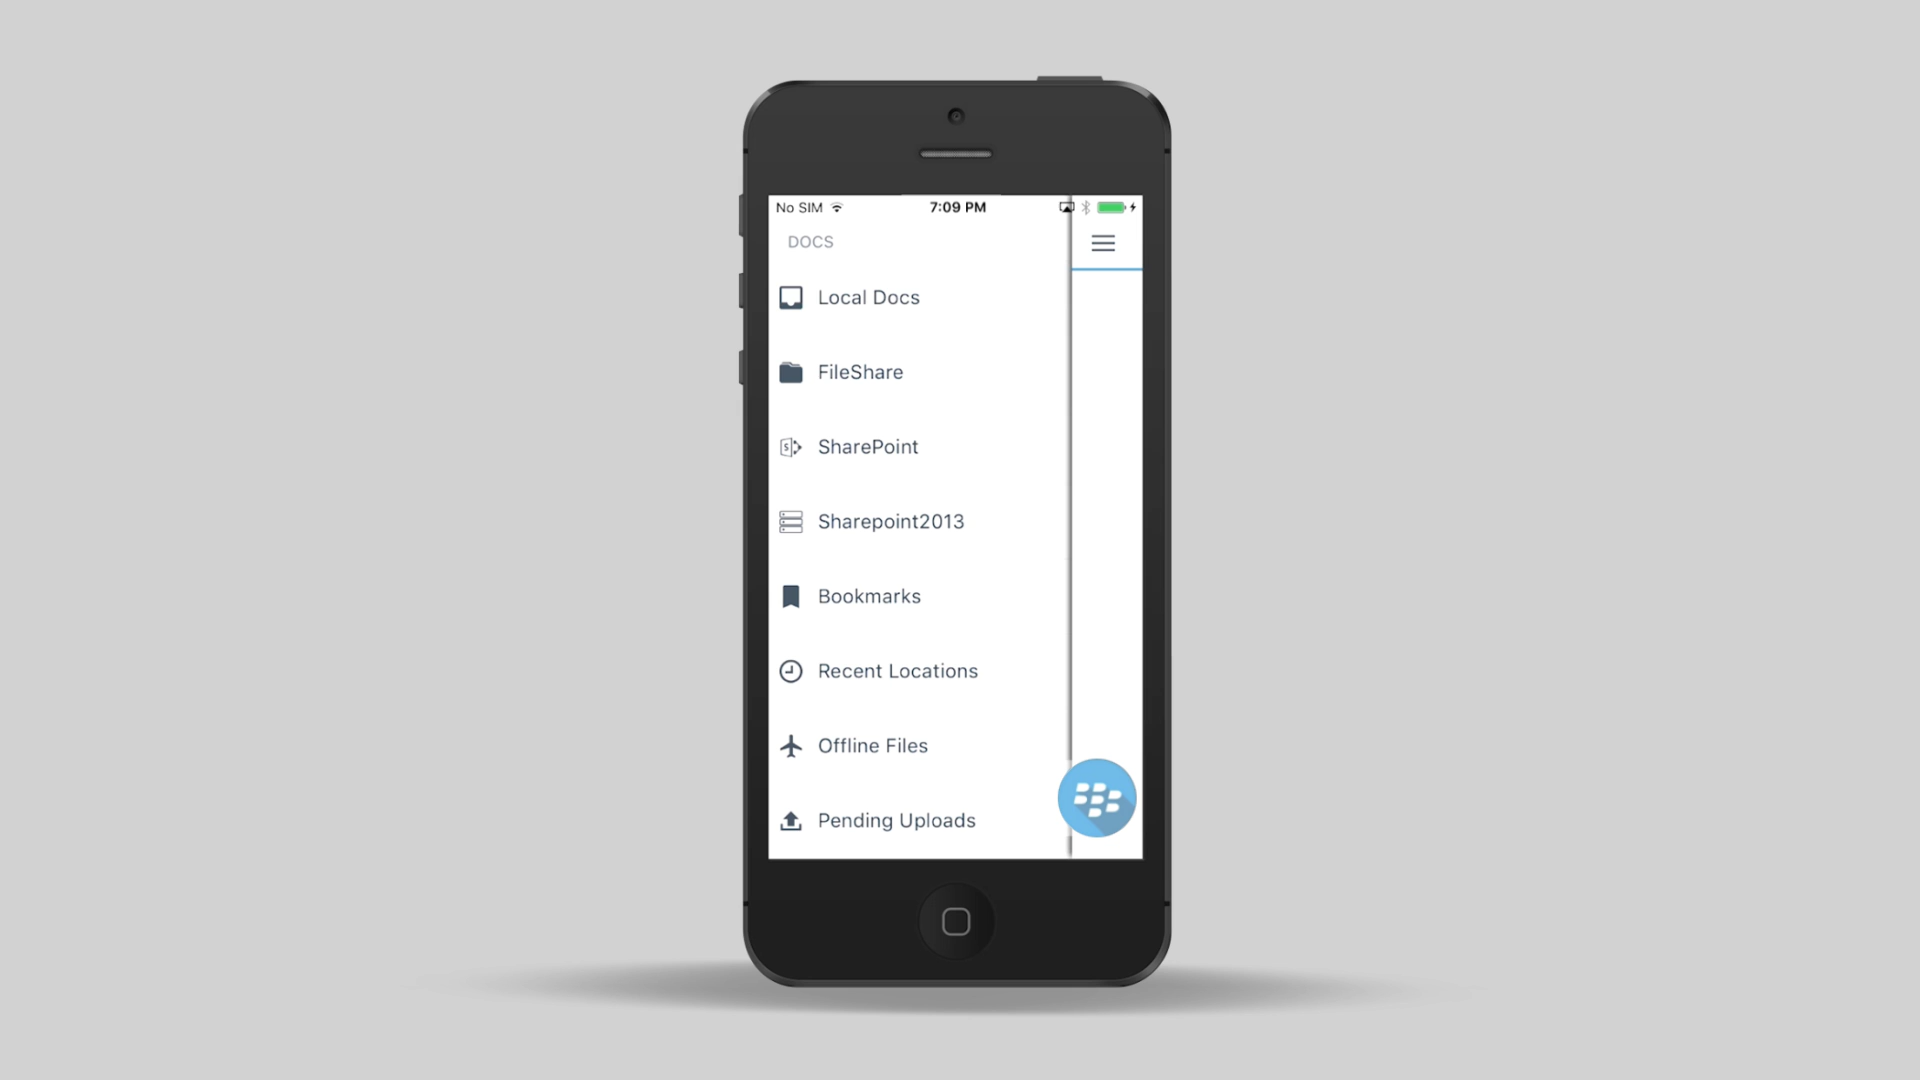 No SIM 7:09 PM
DOCS
Local Docs
FileShare
SharePoint
Sharepoint2013
Bookmarks
Recent Locations
Offline Files
Pending Uploads